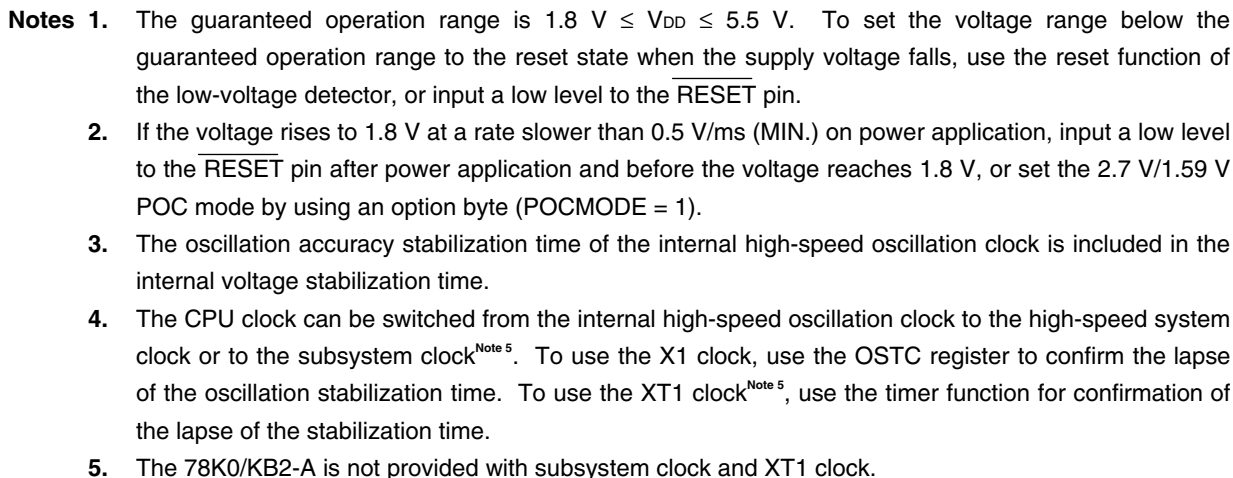 Notes 1. The guaranteed operation range is 1.8 V ≤ VDD ≤ 5.5 V. To set the voltage range below the
guaranteed operation range to the reset state when the supply voltage falls, use the reset function of
the low-voltage detector, or input a low level to the RESET pin.
2. If the voltage rises to 1.8 V at a rate slower than 0.5 V/ms (MIN.) on power application, input a low level
to the RESET pin after power application and before the voltage reaches 1.8 V, or set the 2.7 V/1.59 V
POC mode by using an option byte (POCMODE = 1).
3. The oscillation accuracy stabilization time of the internal high-speed oscillation clock is included in the
internal voltage stabilization time.
4. The CPU clock can be switched from the internal high-speed oscillation clock to the high-speed system
clock or to the subsystem clock Note 5. To use the X1 clock, use the OSTC register to confirm the lapse
of the oscillation stabilization time. To use the XT1 clock Note 5, use the timer function for confirmation of
the lapse of the stabilization time.
5. The 78K0/KB2-A is not provided with subsystem clock and XT1 clock.